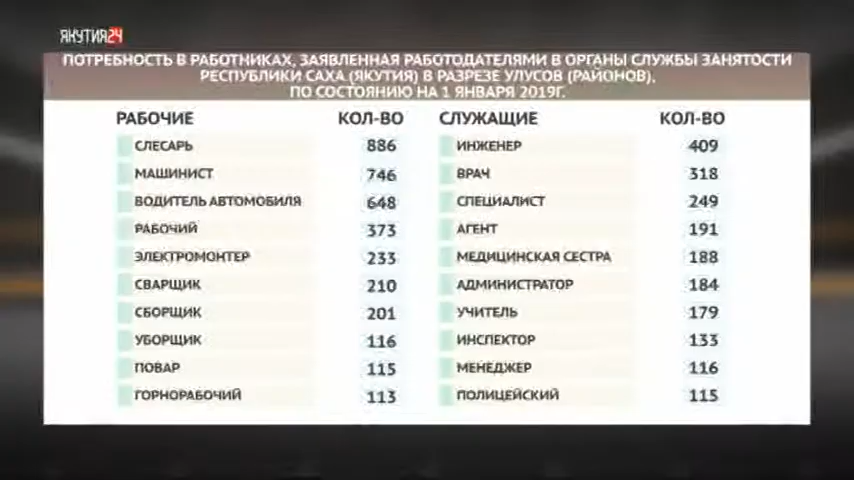 ЯКУТИЯ24
ПОТРЕБНОСТЬ В РАБОТНИКАХ, ЗАЯВЛЕННАЯ РАБОТОДАТЕЛЯМИ В ОРГАНЫ СЛУЖБЫ ЗАНЯТОСТИ
РЕСПУБЛИКИ САХА (ЯКУТИЯ) В РАЗРЕЗЕ УЛУСОВ (РАЙОНОВ),
ПО СОСТОЯНИЮ НА 1 ЯНВАРЯ 2019Г.
РАБОЧИЕ КОЛ-ВО СЛУЖАЩИЕ КОЛ-ВО
СЛЕСАРЬ 886 ИНЖЕНЕР 409
МАШИНИСТ 746 ВРАЧ 318
ВОДИТЕЛЬ АВТОМОБИЛЯ 648 СПЕЦИАЛИСТ 249
РАБОЧИЙ 373 АГЕНТ 191
ЭЛЕКТРОМОНТЕР 233 МЕДИЦИНСКАЯ СЕСТРА 188
СВАРЩИК 210 АДМИНИСТРАТОР 184
СБОРЩИК 201 УЧИТЕЛЬ 179
УБОРЩИК 116 ИНСПЕКТОР 133
ПОВАР 115 МЕНЕДЖЕР 116
ГОРНОРАБОЧИЙ 113 ПОЛИЦЕЙСКИЙ 115